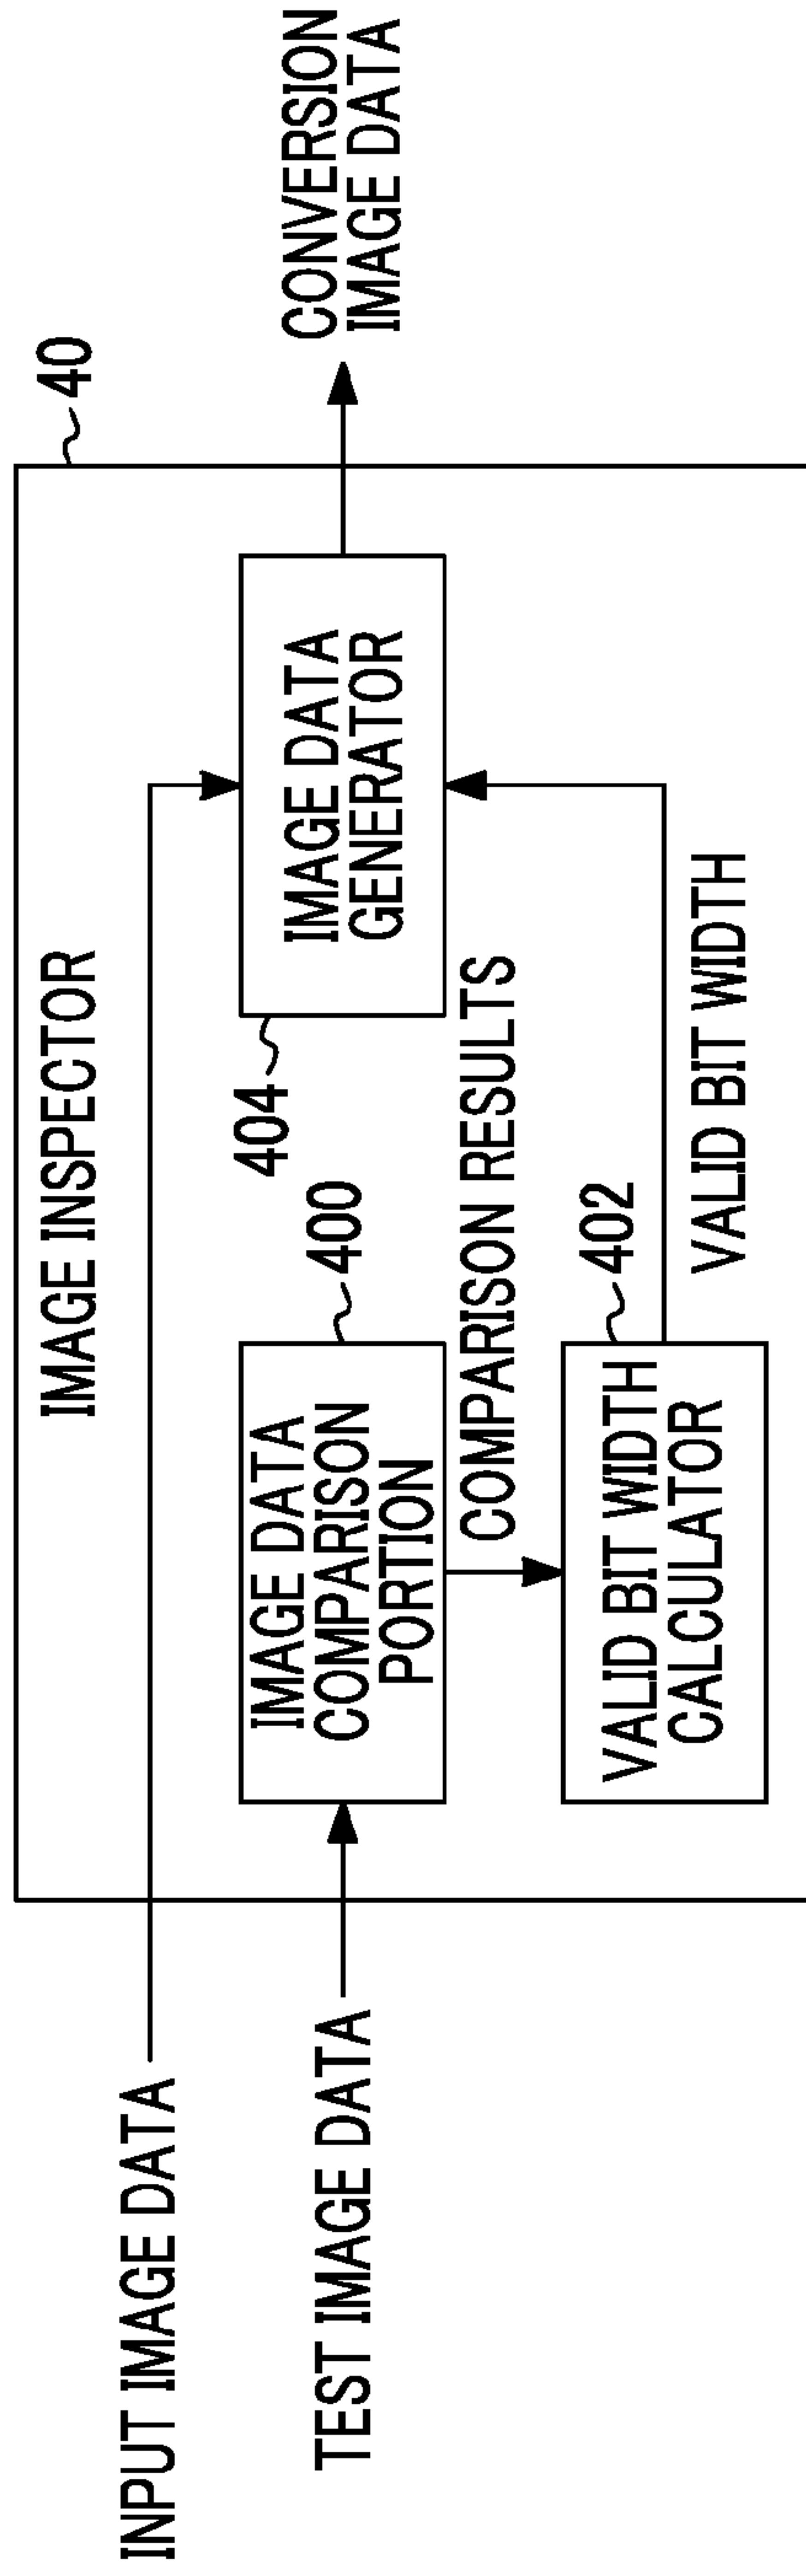 40
IMAGE INSPECTOR
INPUT IMAGE DATA
TEST IMAGE DATA
IMAGE DATA
COMPARISON
PORTION
400
404
IMAGE DATA
GENERATOR
CONVERSION
IMAGE DATA
COMPARISON RESULTS
VALID BIT WIDTH
CALCULATOR
402
VALID BIT WIDTH